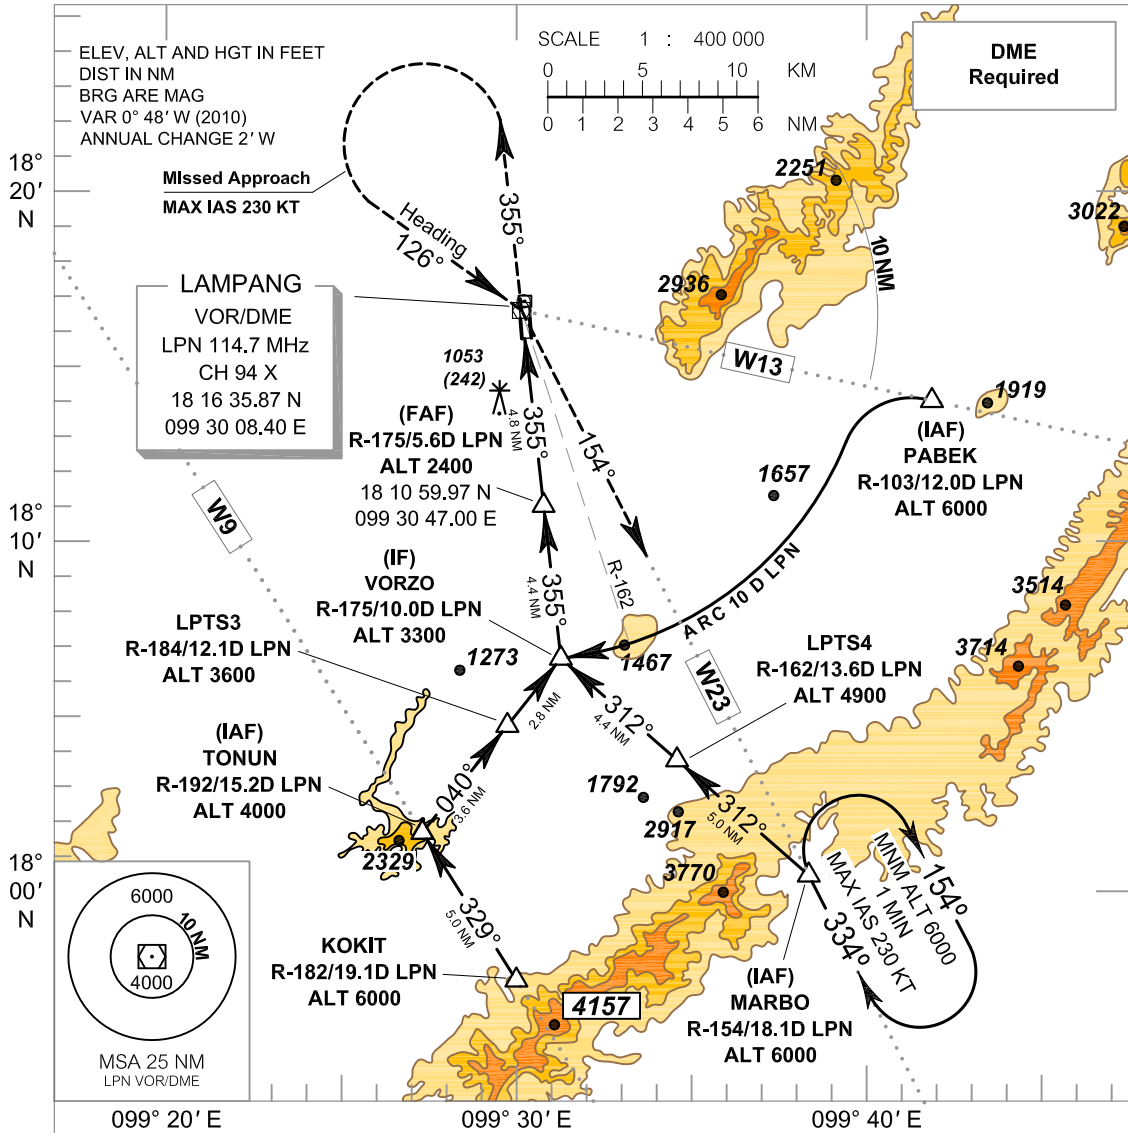 ELEV, ALT AND HGT IN FEET
DIST IN NM
BRG ARE MAG
VAR 0° 48' W (2010)
ANNUAL CHANGE 2' W
SCALE 1 : 400 000
0 5 10 KM
0 1 2 3 4 5 6 NM
DME
Required
MIssed Approach
MAX IAS 230 KT
Heading
126°
355°
18°
20'
N
2251
3022
2936
10 NM
LAMPANG
VOR/DME
LPN 114.7 MHz
CH 94 X
18 16 35.87 N
099 30 08.40 E
W13
1919
1053
(242)
4.8 NM
355°
(FAF)
R-175/5.6D LPN
ALT 2400
18 10 59.97 N
099 30 47.00 E
154°
(IAF)
PABEK
R-103/12.0D LPN
ALT 6000
1657
W9
18°
10'
N
(IF)
VORZO
R-175/10.0D LPN
ALT 3300
355°
4.4 NM
R-162
ARC 10 D LPN
3514
LPTS3
R-184/12.1D LPN
ALT 3600
1273
1467
LPTS4
R-162/13.6D LPN
ALT 4900
3714
W23
2.8 NM
312°
4.4 NM
(IAF)
TONUN
R-192/15.2D LPN
ALT 4000
040°
3.6 NM
1792
2917
312°
5.0 NM
2329
18°
00'
N
3770
MNM ALT 6000
1 MIN
MAX IAS 230 KT
154°
334°
6000
10 NM
4000
MSA 25 NM
LPN VOR/DME
329°
5.0 NM
KOKIT
R-182/19.1D LPN
ALT 6000
4157
(IAF)
MARBO
R-154/18.1D LPN
ALT 6000
099° 20' E
099° 30' E
099° 40' E